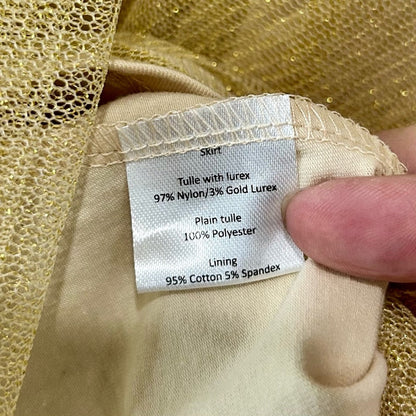 Skirt
Tulle with lurex
97% Nylon/3% Gold Lurex
Plain tulle
100% Polyester
Lining
95% Cotton 5% Spandex